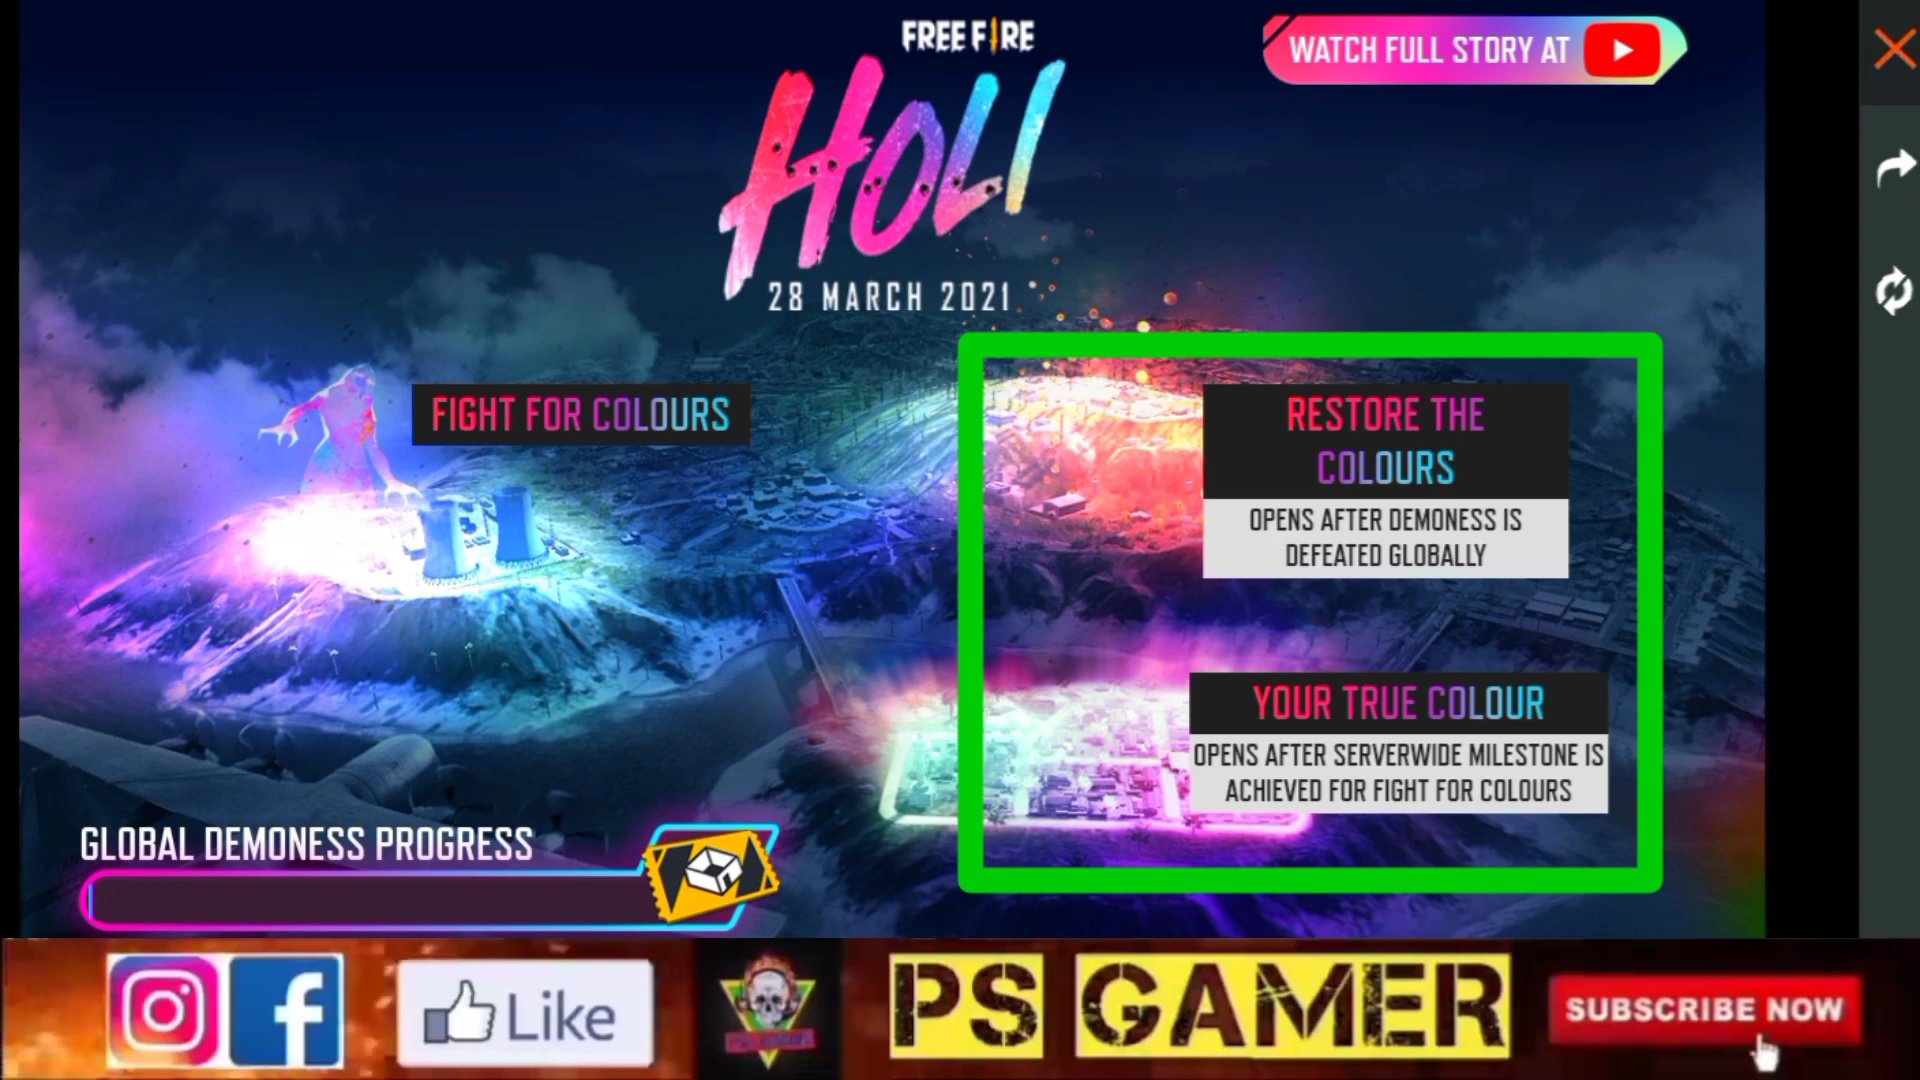 FREE FIRE
HOLI
28 MARCH 2021
WATCH FULL STORY AT
FIGHT FOR COLOURS
RESTORE THE
COLOURS
OPENS AFTER DEMONESS IS
DEFEATED GLOBALLY
YOUR TRUE COLOUR
OPENS AFTER SERVERWIDE MILESTONE IS
ACHIEVED FOR FIGHT FOR COLOURS
GLOBAL DEMONESS PROGRESS
Like
PS GAMER
PS GAMER
SUBSCRIBE NOW